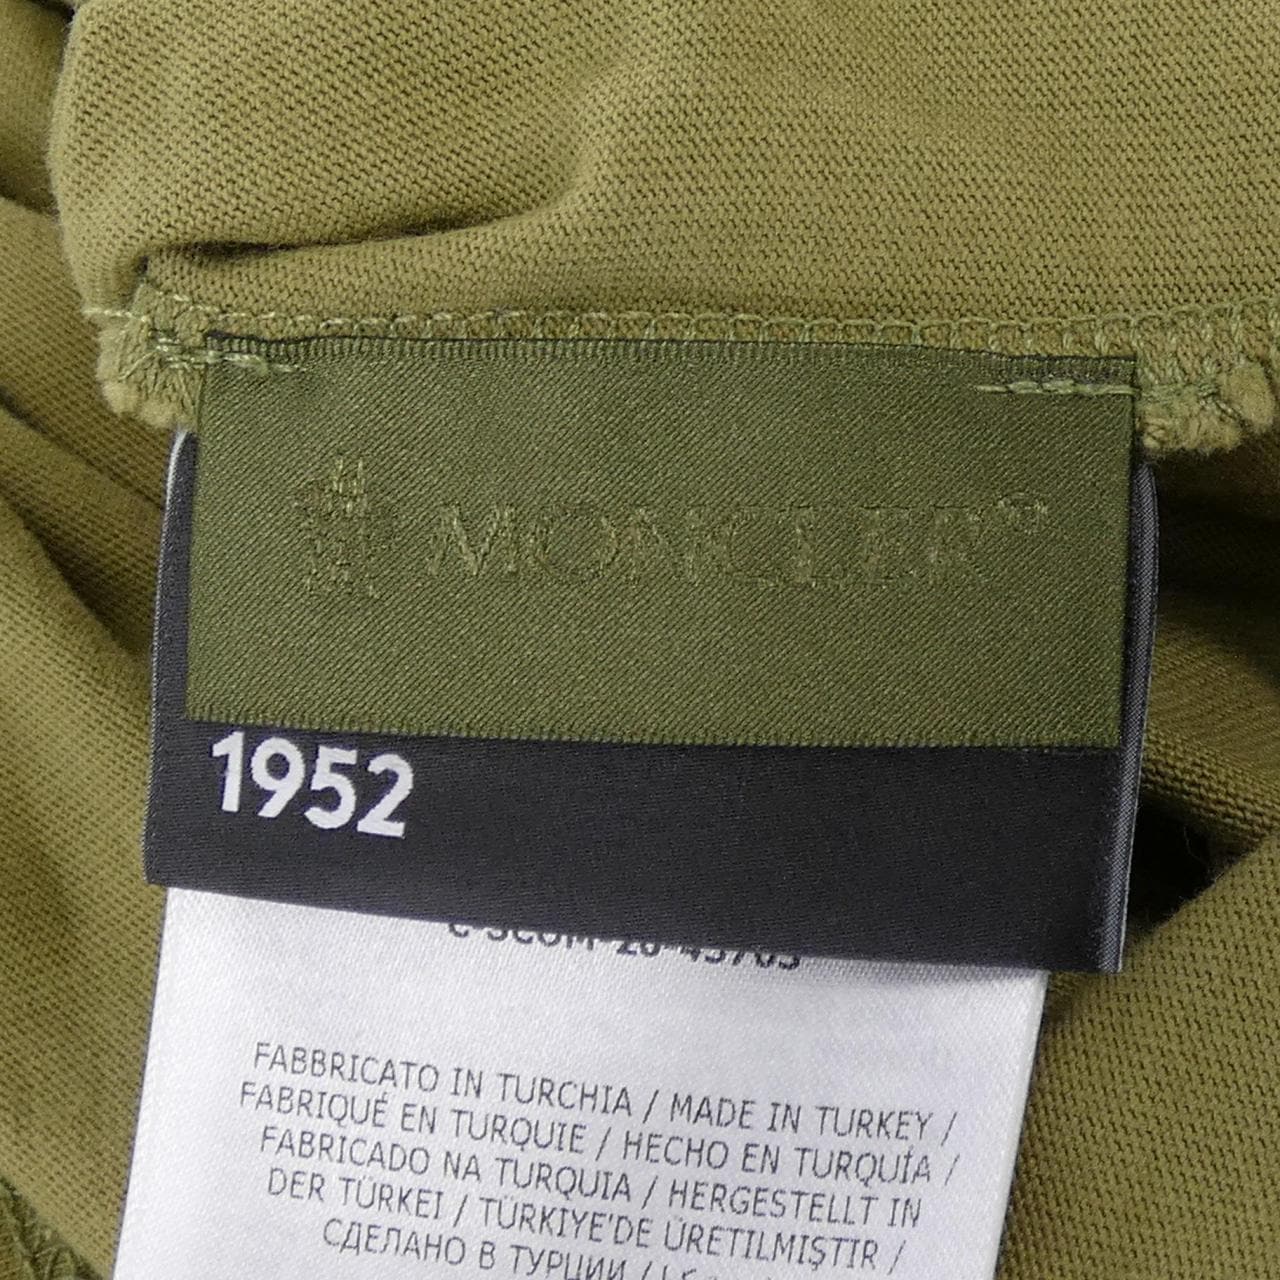 MONCLER
1952
FABBRICATO IN TURCHIA / MADE IN TURKEY /
FABRIQUÉ EN TURQUIE / HECHO EN TURQUÍA /
FABRICADO NA TURQUIA / HERGESTELLT IN
DER TÜRKEI / TÜRKIYE'DE ÜRETILMIŞTIR /
СДЕЛАНО В ТУРЦИИ /